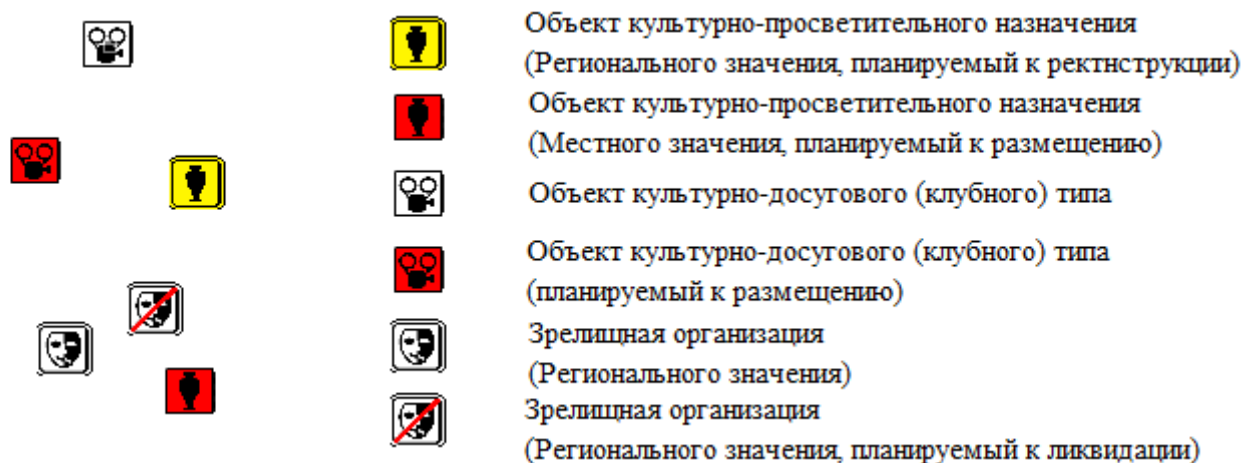 Объект культурно-просветительного назначения
(Регионального значения, планируемый к ректнструкции)
Объект культурно-просветительного назначения
(Местного значения, планируемый к размещению)
Объект культурно-досугового (клубного) типа
Объект культурно-досугового (клубного) типа
(планируемый к размещению)
Зрелищная организация
(Регионального значения)
Зрелищная организация
(Регионального значения, планируемый к ликвидации)